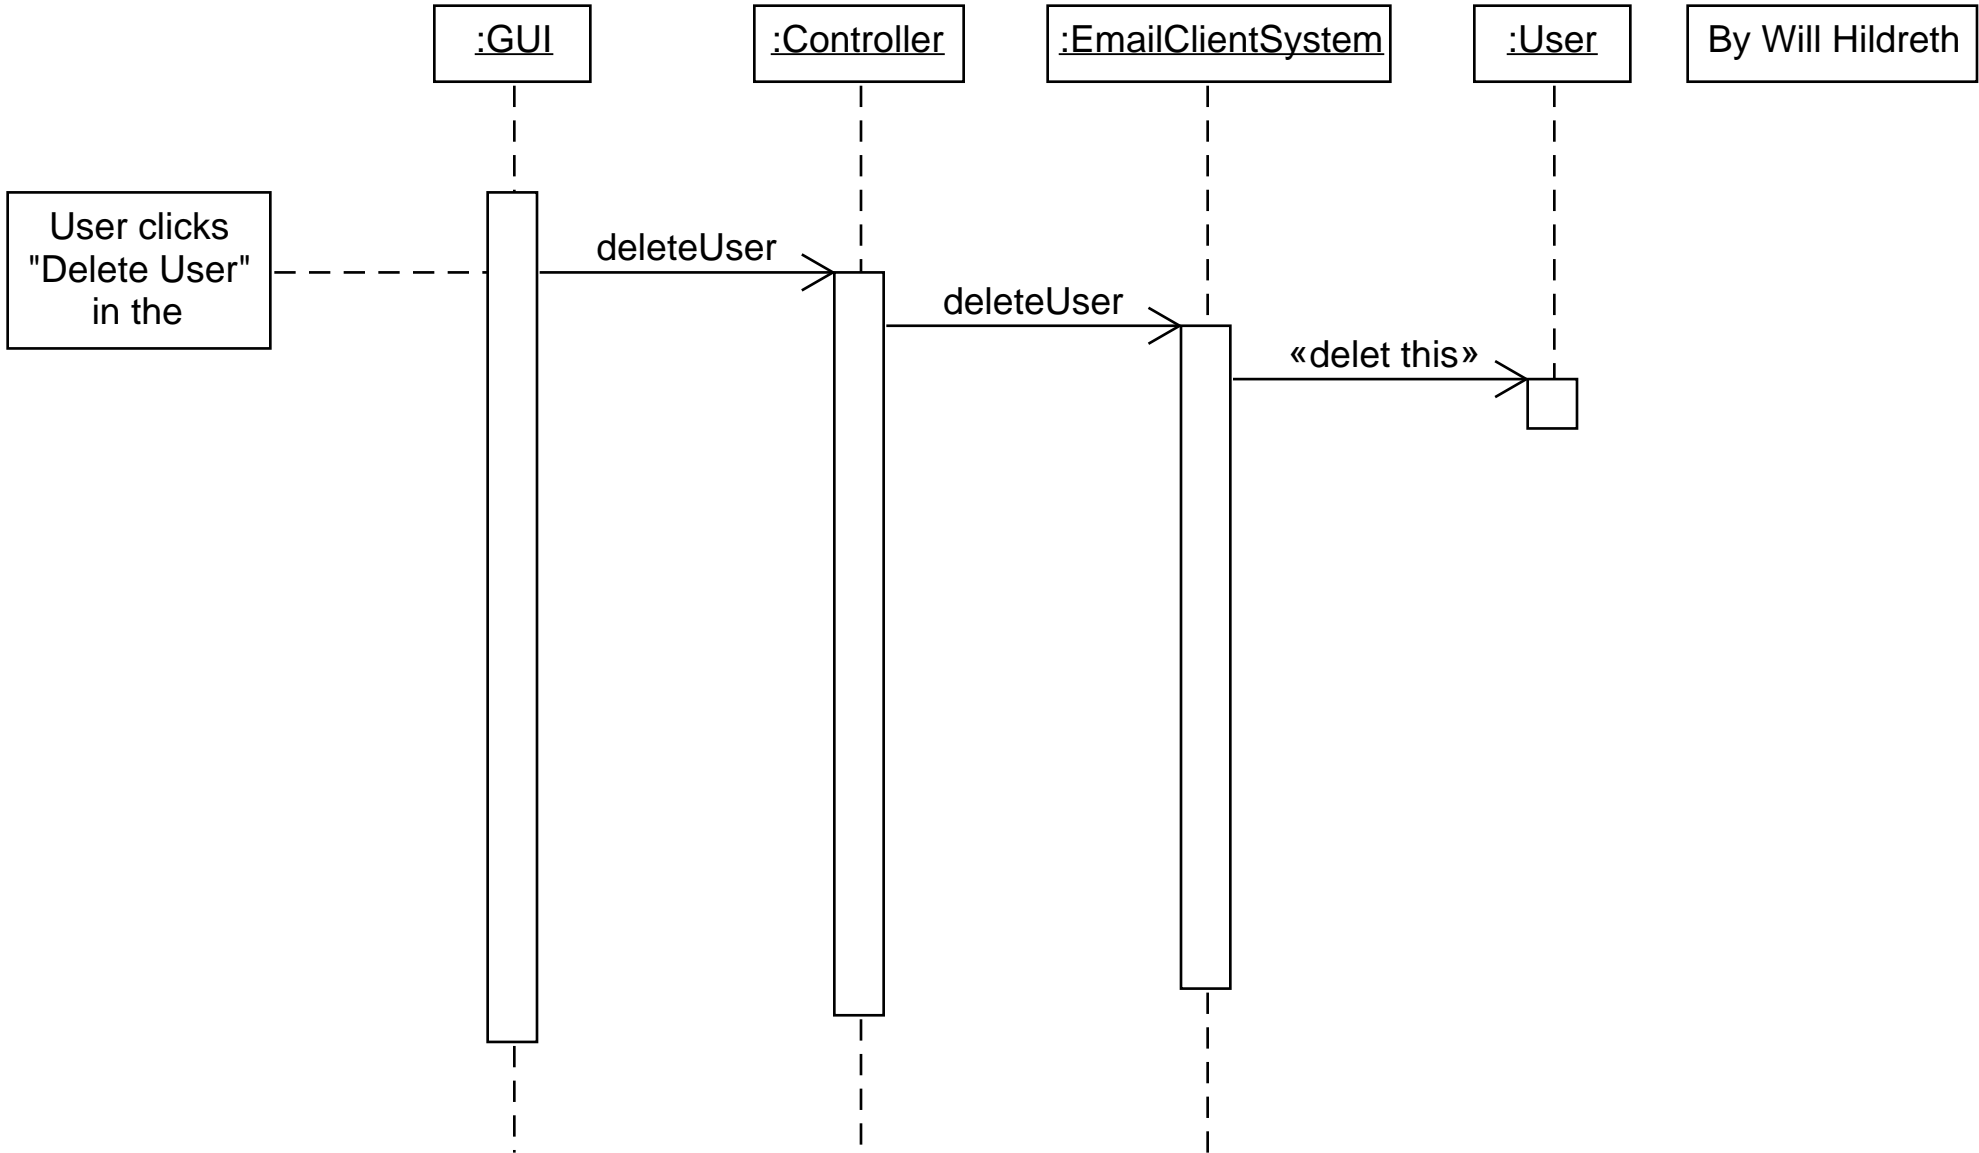 :GUI
:Controller
:EmailClientSystem
:User
By Will Hildreth
User clicks
"Delete User"
in the
deleteUser
deleteUser
«delet this»